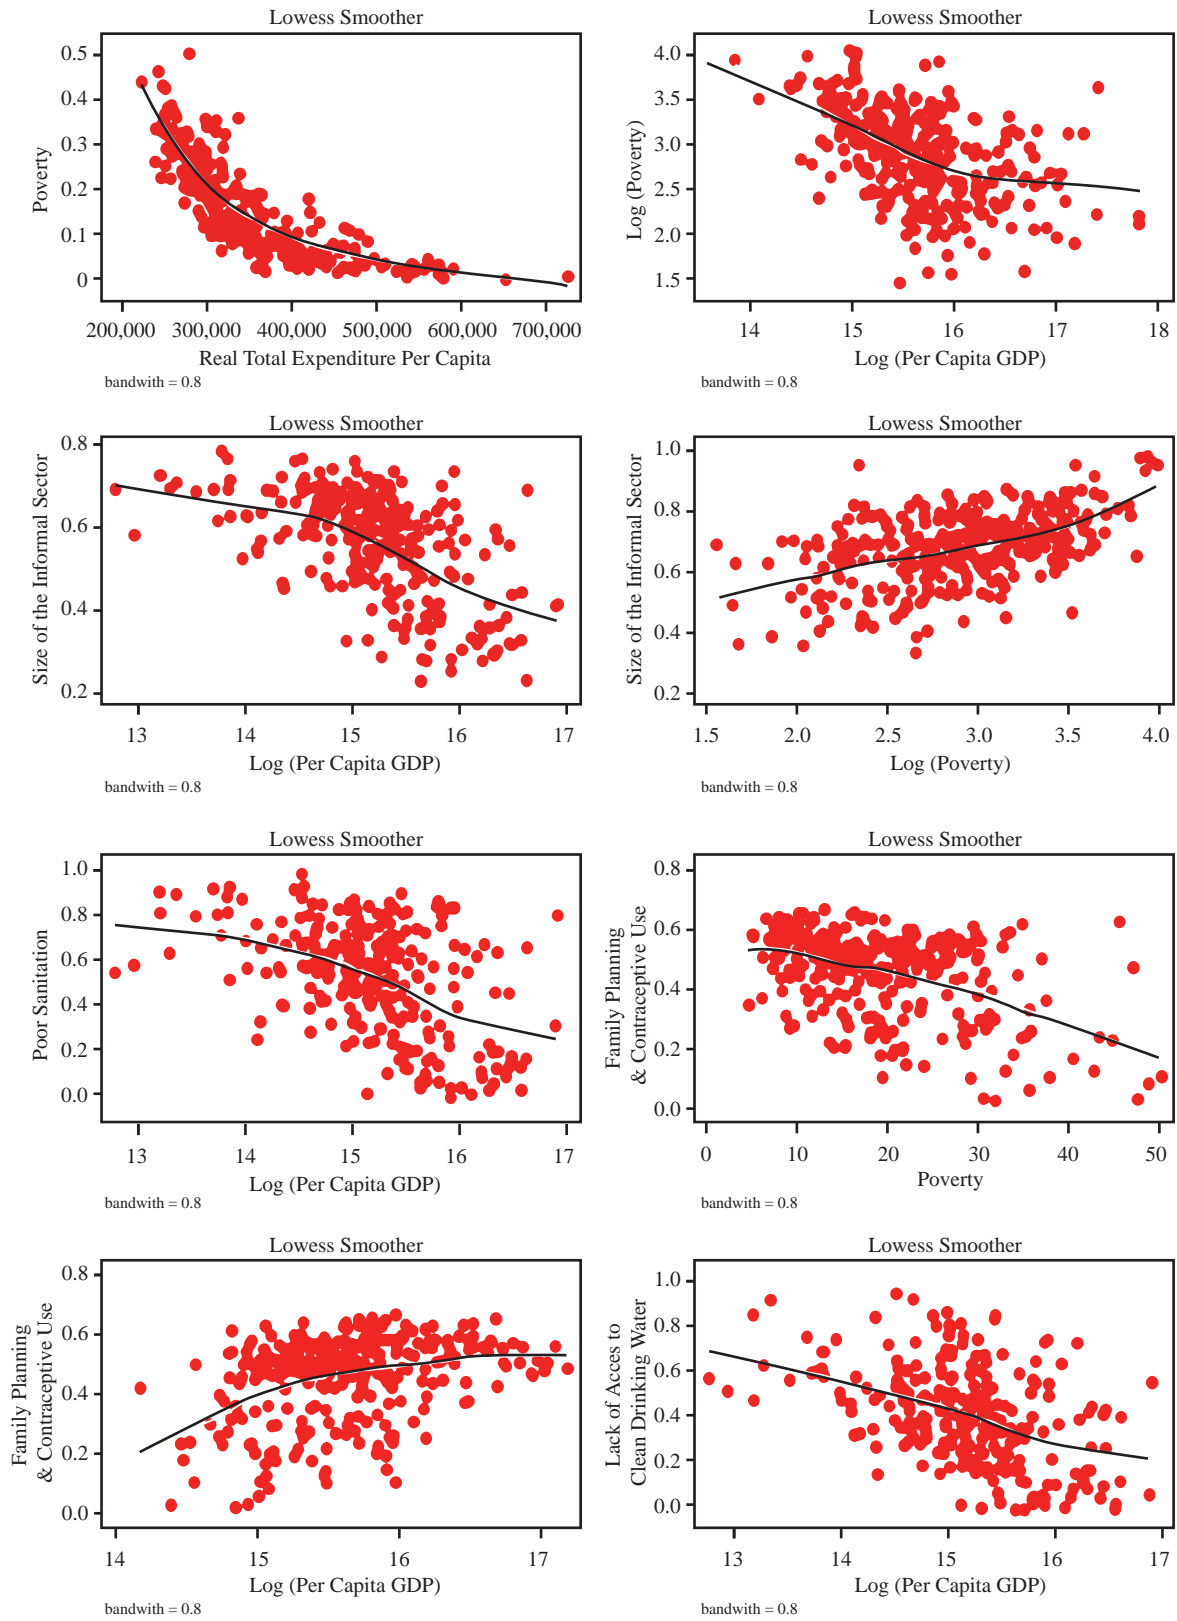 Lowess Smoother
Poverty
0.5
0.4
0.3
0.2
0.1
0
200,000 300,000 400,000 500,000 600,000 700,000
Real Total Expenditure Per Capita
bandwith = 0.8
Lowess Smoother
Log (Poverty)
4.0
3.5
3.0
2.5
2.0
1.5
14 15 16 17 18
Log (Per Capita GDP)
bandwith = 0.8
Lowess Smoother
Size of the Informal Sector
0.8
0.6
0.4
0.2
13 14 15 16 17
Log (Per Capita GDP)
bandwith = 0.8
Lowess Smoother
Size of the Informal Sector
1.0
0.8
0.6
0.4
0.2
1.5 2.0 2.5 3.0 3.5 4.0
Log (Poverty)
bandwith = 0.8
Lowess Smoother
Poor Sanitation
1.0
0.8
0.6
0.4
0.2
0.0
13 14 15 16 17
Log (Per Capita GDP)
bandwith = 0.8
Lowess Smoother
Family Planning
& Contraceptive Use
0.8
0.6
0.4
0.2
0.0
0 10 20 30 40 50
Poverty
bandwith = 0.8
Lowess Smoother
Family Planning
& Contraceptive Use
0.8
0.6
0.4
0.2
0.0
14 15 16 17
Log (Per Capita GDP)
bandwith = 0.8
Lowess Smoother
Lack of Acces to
Clean Drinking Water
1.0
0.8
0.6
0.4
0.2
0.0
13 14 15 16 17
Log (Per Capita GDP)
bandwith = 0.8